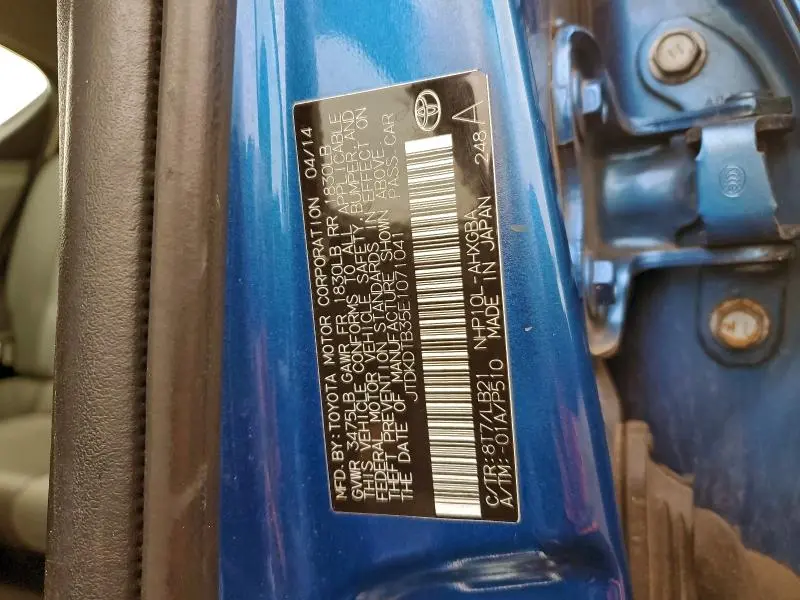 MFD. BY: TOYOTA MOTOR CORPORATION 04/14
GVWR 3475LB GAWR FR 1830LB RR 1830LB
THIS VEHICLE CONFORMS TO ALL APPLICABLE
FEDERAL MOTOR VEHICLE SAFETY BUMPER AND
THEFT PREVENTION STANDARDS IN EFFECT ON
THE DATE OF MANUFACTURE SHOWN ABOVE.
JTDKDTB35E1071041 PASS. CAR
C/TR:8T7/LB21 NHP10L-AHXGBA 248A
A/TM:-01A/P510 MADE IN JAPAN